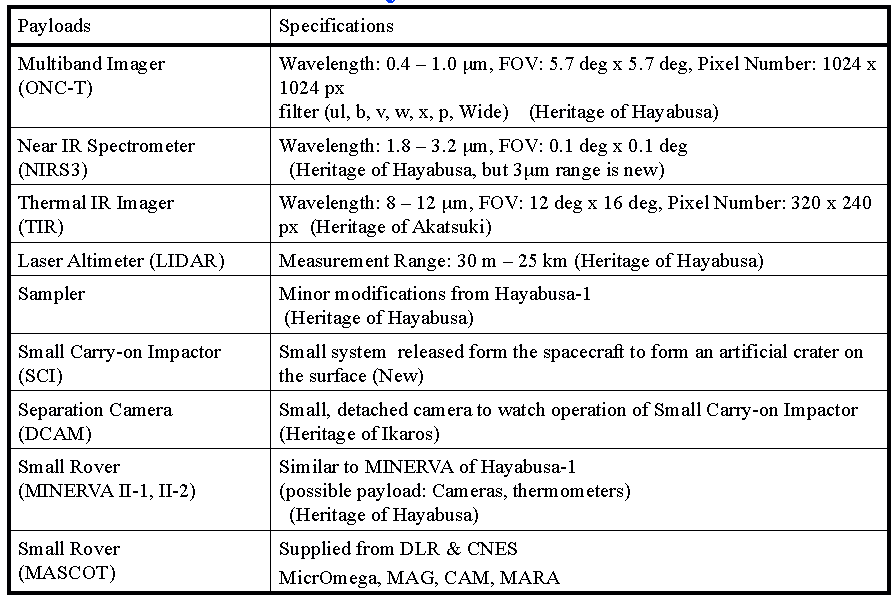 Payloads
Specifications
Multiband Imager
(ONC-T)
Wavelength: 0.4 – 1.0 μm, FOV: 5.7 deg x 5.7 deg, Pixel Number: 1024 x
1024 px
filter (ul, b, v, w, x, p, Wide) (Heritage of Hayabusa)
Near IR Spectrometer
(NIRS3)
Wavelength: 1.8 – 3.2 μm, FOV: 0.1 deg x 0.1 deg
(Heritage of Hayabusa, but 3μm range is new)
Thermal IR Imager
(TIR)
Wavelength: 8 – 12 μm, FOV: 12 deg x 16 deg, Pixel Number: 320 x 240
px (Heritage of Akatsuki)
Laser Altimeter (LIDAR)
Measurement Range: 30 m – 25 km (Heritage of Hayabusa)
Sampler
Minor modifications from Hayabusa-1
(Heritage of Hayabusa)
Small Carry-on Impactor
(SCI)
Small system released form the spacecraft to form an artificial crater on
the surface (New)
Separation Camera
(DCAM)
Small, detached camera to watch operation of Small Carry-on Impactor
(Heritage of Ikaros)
Small Rover
(MINERVA II-1, II-2)
Similar to MINERVA of Hayabusa-1
(possible payload: Cameras, thermometers)
(Heritage of Hayabusa)
Small Rover
(MASCOT)
Supplied from DLR & CNES
MicrOmega, MAG, CAM, MARA